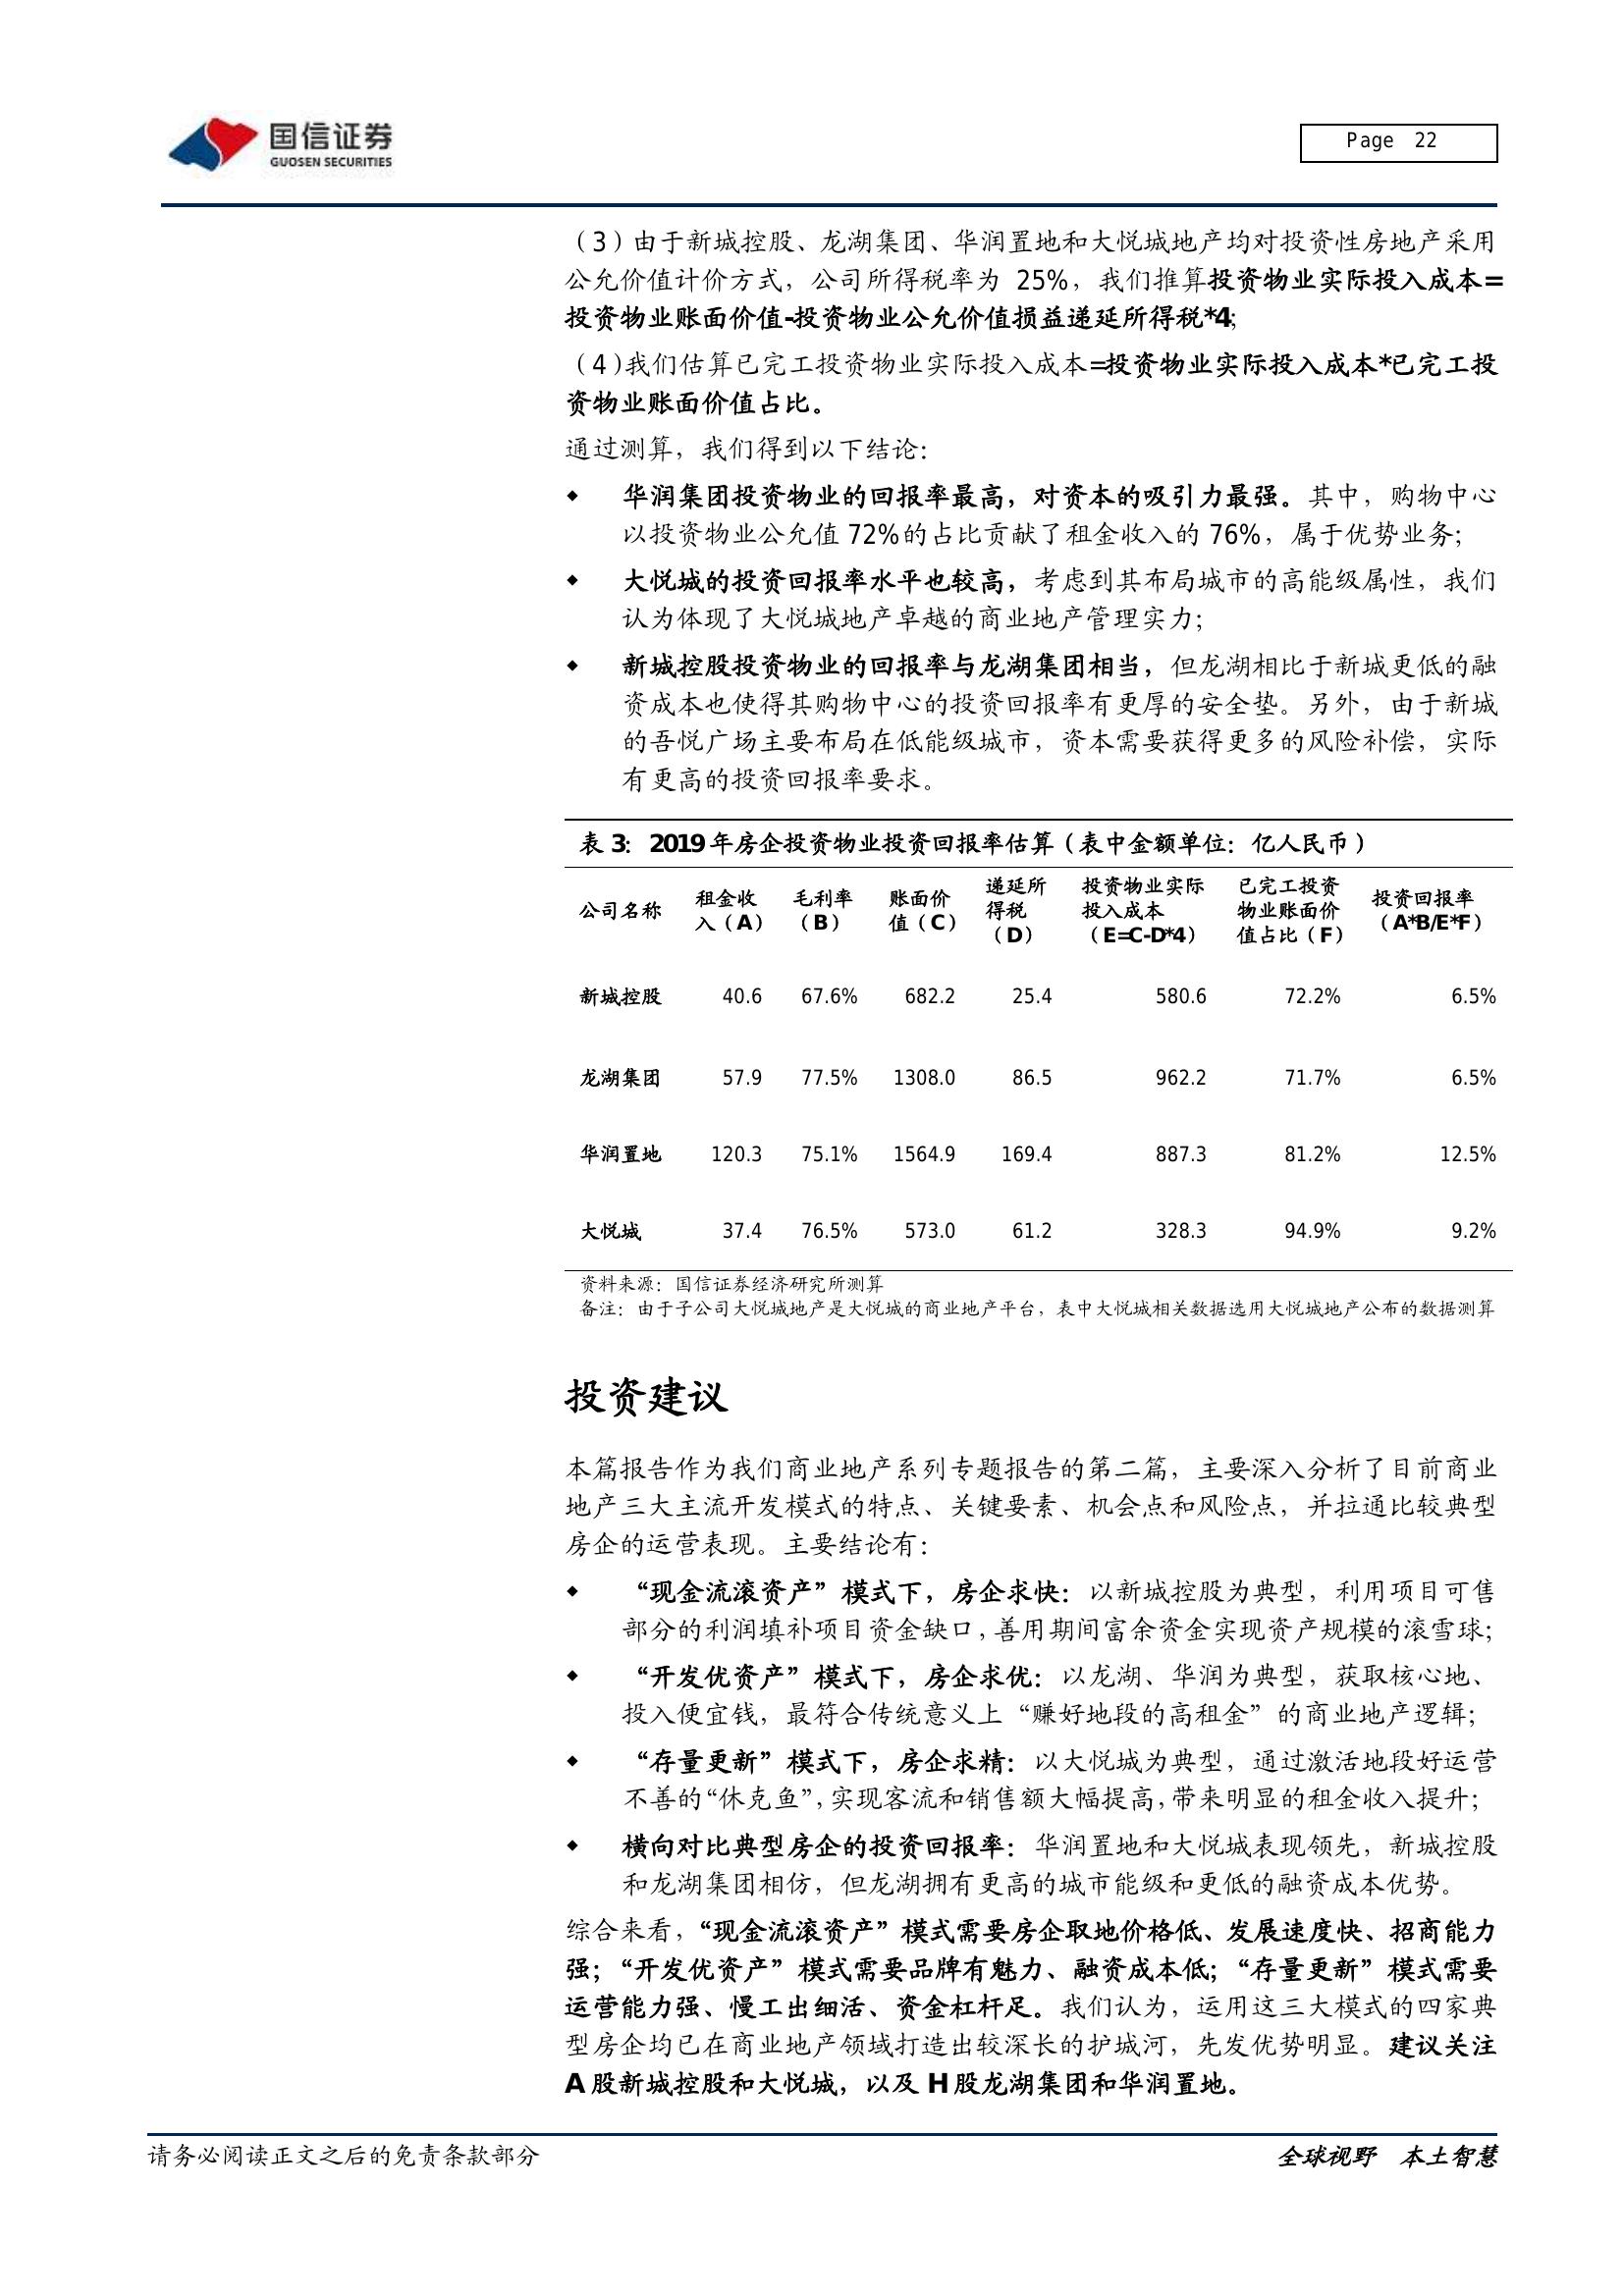 国信证券
GUOSEN SECURITIES
Page 22
（3）由于新城控股、龙湖集团、华润置地和大悦城地产均对投资性房地产采用
公允价值计价方式，公司所得税率为 25%，我们推算投资物业实际投入成本=
投资物业账面价值-投资物业公允价值损益递延所得税*4;
（4）我们估算已完工投资物业实际投入成本=投资物业实际投入成本*已完工投
资物业账面价值占比。
通过测算，我们得到以下结论：
◆ 华润集团投资物业的回报率最高，对资本的吸引力最强。其中，购物中心
以投资物业公允值 72%的占比贡献了租金收入的 76%，属于优势业务；
◆ 大悦城的投资回报率水平也较高，考虑到其布局城市的高能级属性，我们
认为体现了大悦城地产卓越的商业地产管理实力；
◆ 新城控股投资物业的回报率与龙湖集团相当，但龙湖相比于新城更低的融
资成本也使得其购物中心的投资回报率有更厚的安全垫。另外，由于新城
的吾悦广场主要布局在低能级城市，资本需要获得更多的风险补偿，实际
有更高的投资回报率要求。
表 3：2019 年房企投资物业投资回报率估算（表中金额单位：亿人民币）
公司名称 租金收入（A） 毛利率（B） 账面价值（C） 递延所得税（D） 投资物业实际投入成本（E=C-D*4） 已完工投资物业账面价值占比（F） 投资回报率（A*B/E*F）
新城控股 40.6 67.6% 682.2 25.4 580.6 72.2% 6.5%
龙湖集团 57.9 77.5% 1308.0 86.5 962.2 71.7% 6.5%
华润置地 120.3 75.1% 1564.9 169.4 887.3 81.2% 12.5%
大悦城 37.4 76.5% 573.0 61.2 328.3 94.9% 9.2%
资料来源：国信证券经济研究所测算
备注：由于子公司大悦城地产是大悦城的商业地产平台，表中大悦城相关数据选用大悦城地产公布的数据测算
投资建议
本篇报告作为我们商业地产系列专题报告的第二篇，主要深入分析了目前商业
地产三大主流开发模式的特点、关键要素、机会点和风险点，并拉通比较典型
房企的运营表现。主要结论有：
◆ “现金流滚资产”模式下，房企求快：以新城控股为典型，利用项目可售
部分的利润填补项目资金缺口，善用期间富余资金实现资产规模的滚雪球；
◆ “开发优资产”模式下，房企求优：以龙湖、华润为典型，获取核心地、
投入便宜钱，最符合传统意义上“赚好地段的高租金”的商业地产逻辑；
◆ “存量更新”模式下，房企求精：以大悦城为典型，通过激活地段好运营
不善的“休克鱼”，实现客流和销售额大幅提高，带来明显的租金收入提升；
◆ 横向对比典型房企的投资回报率：华润置地和大悦城表现领先，新城控股
和龙湖集团相仿，但龙湖拥有更高的城市能级和更低的融资成本优势。
综合来看，“现金流滚资产”模式需要房企取地价格低、发展速度快、招商能力
强；“开发优资产”模式需要品牌有魅力、融资成本低；“存量更新”模式需要
运营能力强、慢工出细活、资金杠杆足。我们认为，运用这三大模式的四家典
型房企均已在商业地产领域打造出较深长的护城河，先发优势明显。建议关注
A 股新城控股和大悦城，以及 H 股龙湖集团和华润置地。
请务必阅读正文之后的免责条款部分
全球视野 本土智慧